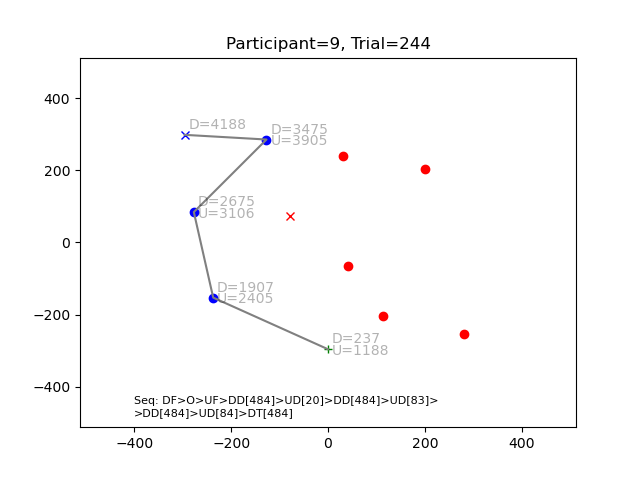 Participant=9, Trial=244
400
200
0
−200
−400
D=4188
D=3475
U=3905
D=2675
U=3106
D=1907
U=2405
D=237
U=1188
Seq: DF>O>UF>DD[484]>UD[20]>DD[484]>UD[83]>
>DD[484]>UD[84]>DT[484]
−400 −200 0 200 400